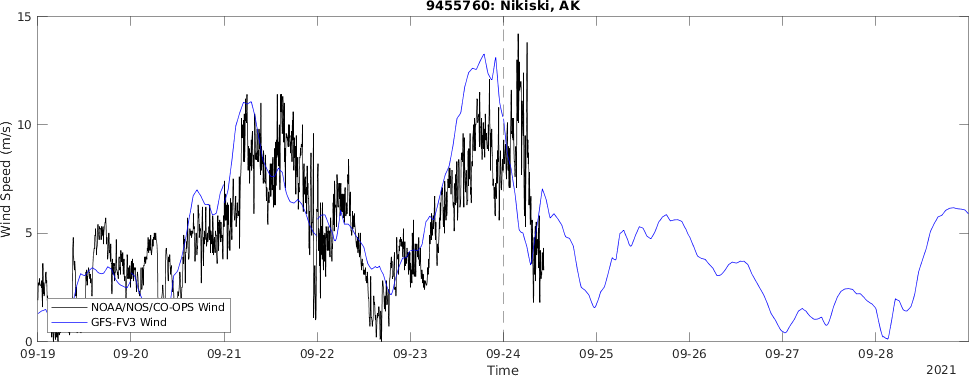 9455760: Nikiski, AK
15
10
5
0
Wind Speed (m/s)
NOAA/NOS/CO-OPS Wind
GFS-FV3 Wind
09-19 09-20 09-21 09-22 09-23 09-24 09-25 09-26 09-27 09-28
Time
2021